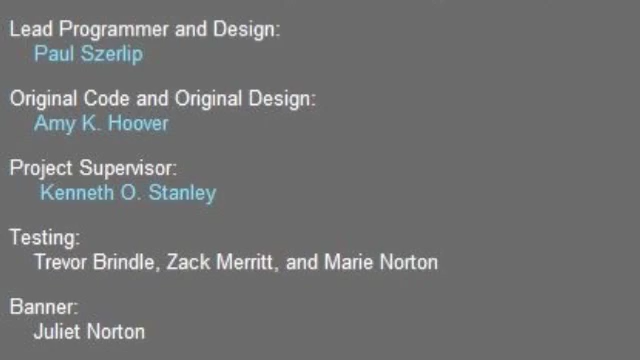 Lead Programmer and Design:
Paul Szerlip
Original Code and Original Design:
Amy K. Hoover
Project Supervisor:
Kenneth O. Stanley
Testing:
Trevor Brindle, Zack Merritt, and Marie Norton
Banner:
Juliet Norton